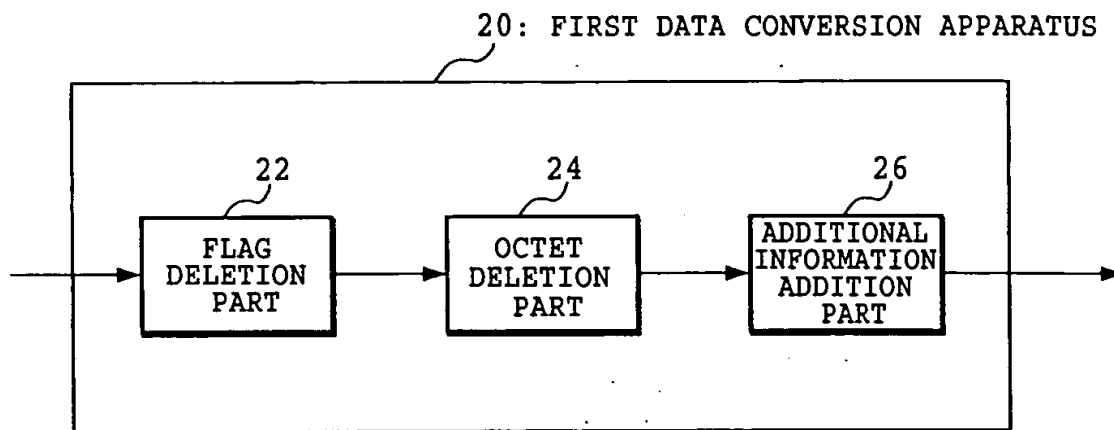 20: FIRST DATA CONVERSION APPARATUS
22
24
26
FLAG
DELETION
PART
OCTET
DELETION
PART
ADDITIONAL
INFORMATION
ADDITION
PART